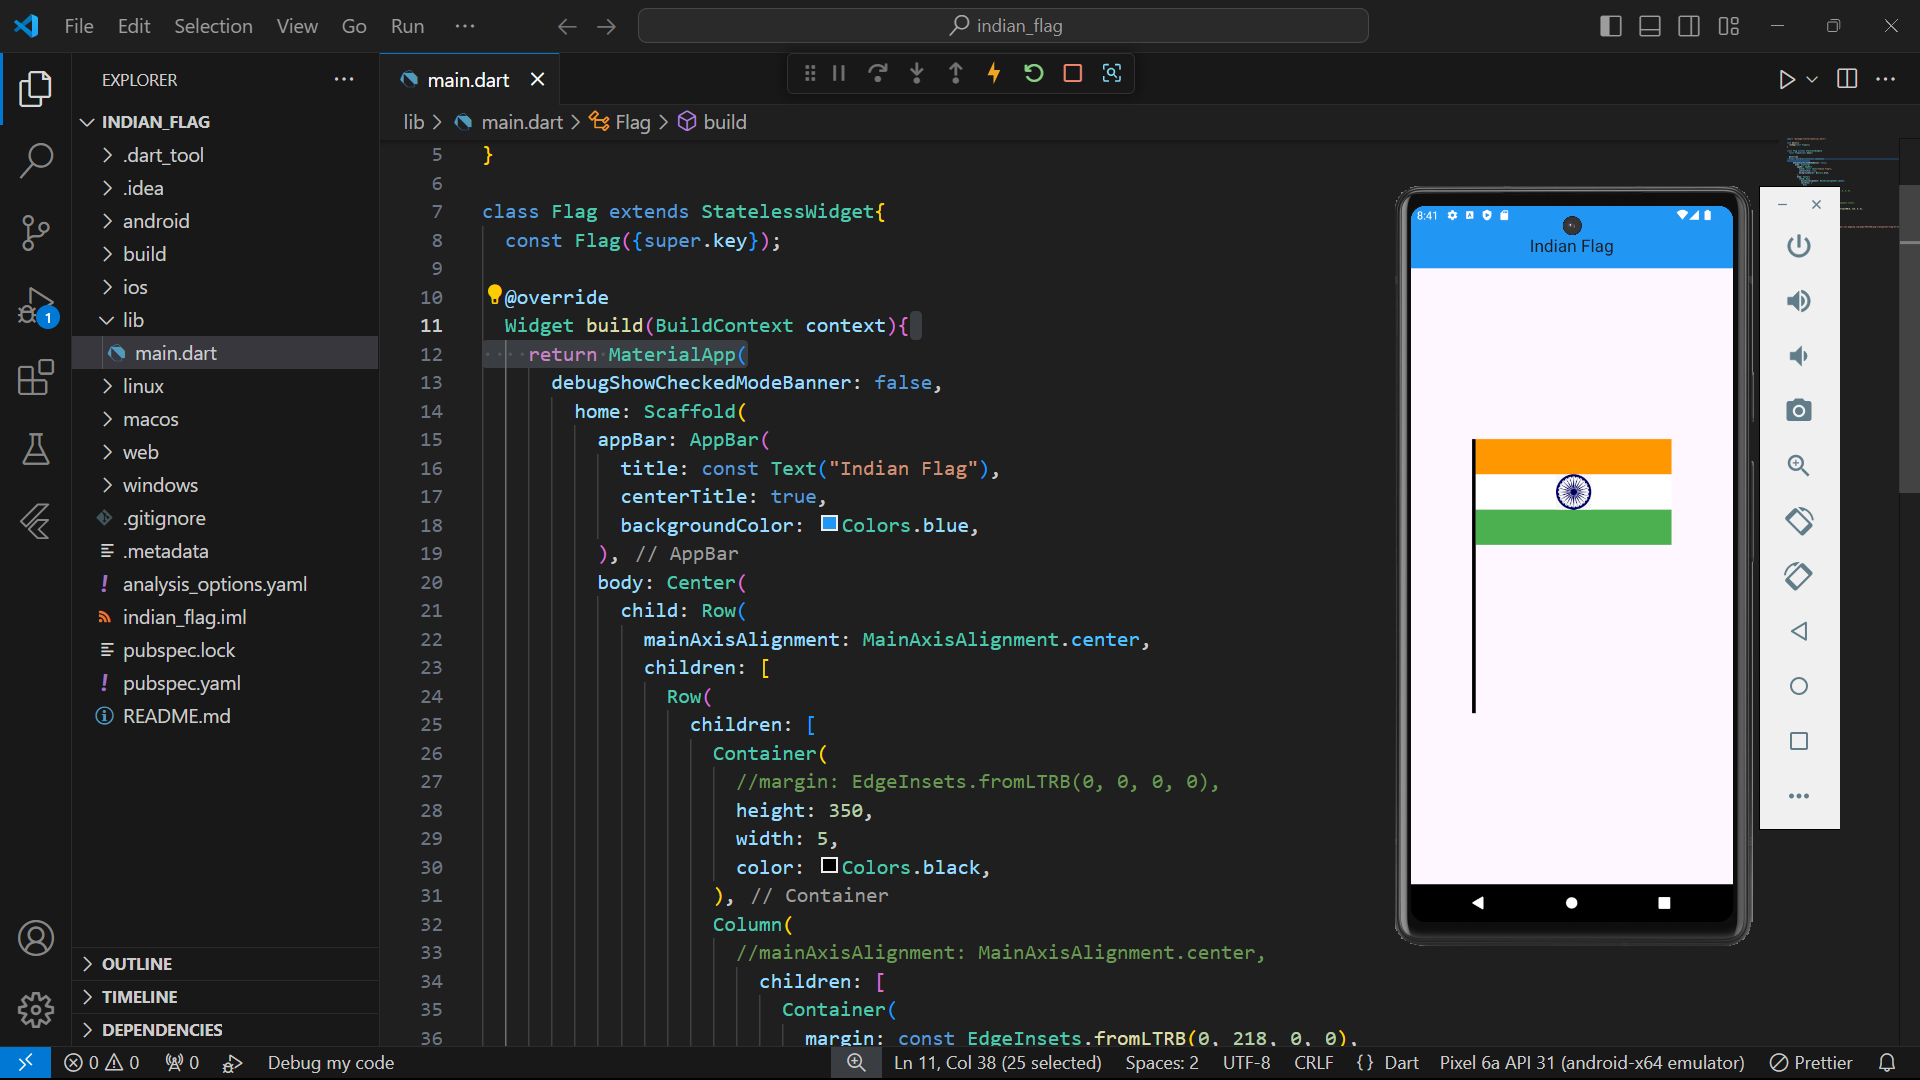 File Edit Selection View Go Run ··· indian_flag
EXPLORER ···
INDIAN_FLAG
.dart_tool
.idea
android
build
ios
lib
main.dart
linux
macos
web
windows
.gitignore
.metadata
analysis_options.yaml
indian_flag.iml
pubspec.lock
pubspec.yaml
README.md
OUTLINE
TIMELINE
DEPENDENCIES
1
main.dart
lib > main.dart > Flag > build
5 }
6
7 class Flag extends StatelessWidget{
8 const Flag({super.key});
9
10 @override
11 Widget build(BuildContext context){
12 ····return·MaterialApp(
13 debugShowCheckedModeBanner: false,
14 home: Scaffold(
15 appBar: AppBar(
16 title: const Text("Indian Flag"),
17 centerTitle: true,
18 backgroundColor: Colors.blue,
19 ), // AppBar
20 body: Center(
21 child: Row(
22 mainAxisAlignment: MainAxisAlignment.center,
23 children: [
24 Row(
25 children: [
26 Container(
27 //margin: EdgeInsets.fromLTRB(0, 0, 0, 0),
28 height: 350,
29 width: 5,
30 color: Colors.black,
31 ), // Container
32 Column(
33 //mainAxisAlignment: MainAxisAlignment.center,
34 children: [
35 Container(
36 margin: const EdgeInsets.fromLTRB(0, 218, 0, 0),
8:41
Indian Flag
0 0 0 Debug my code Ln 11, Col 38 (25 selected) Spaces: 2 UTF-8 CRLF {} Dart Pixel 6a API 31 (android-x64 emulator) Prettier